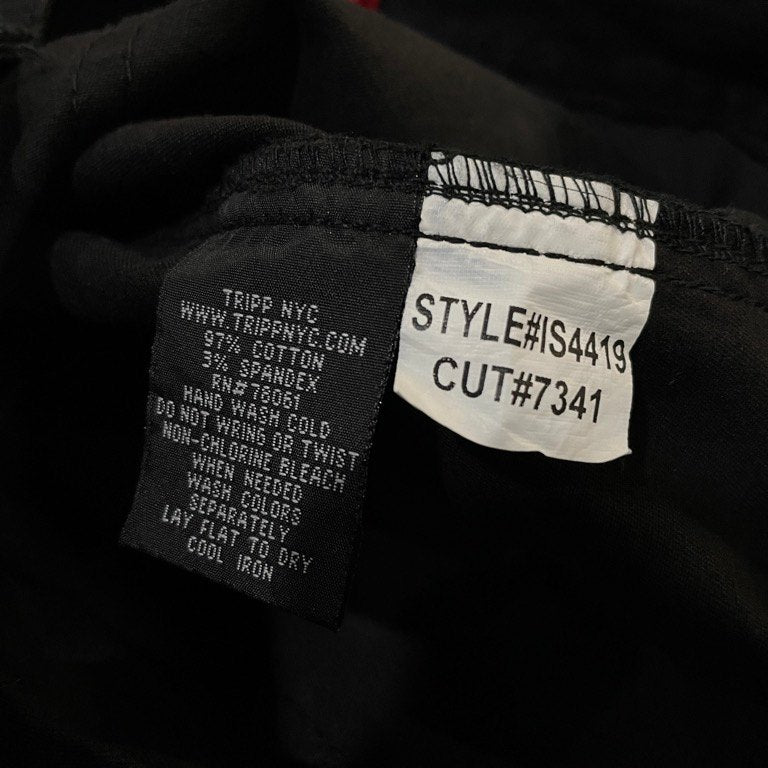 TRIPP NYC
WWW.TRIPPNYC.COM
97% COTTON
3% SPANDEX
RN# 78061
HAND WASH COLD
DO NOT WRING OR TWIST
NON-CHLORINE BLEACH
WHEN NEEDED
WASH COLORS
SEPARATELY
LAY FLAT TO DRY
COOL IRON
STYLE#IS4419
CUT#7341